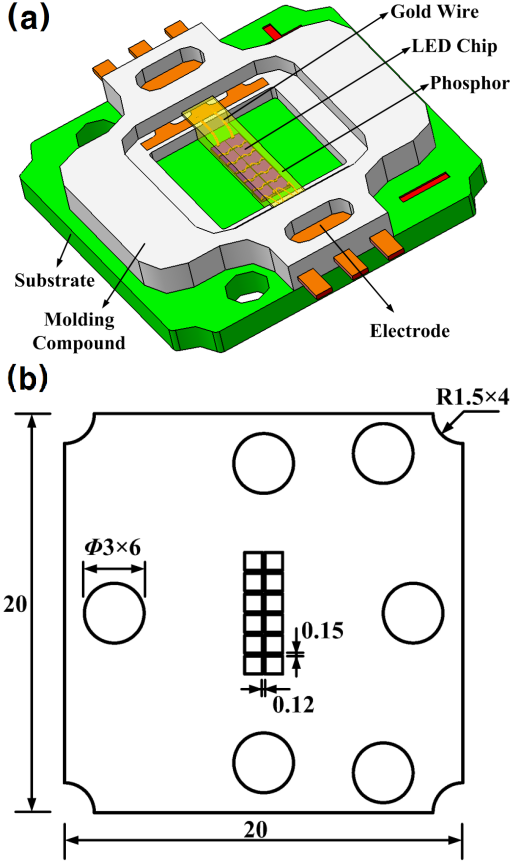 (a)
Gold Wire
LED Chip
Phosphor
Substrate
Molding
Compound
Electrode
(b)
R1.5×4
Φ3×6
20
0.15
0.12
20